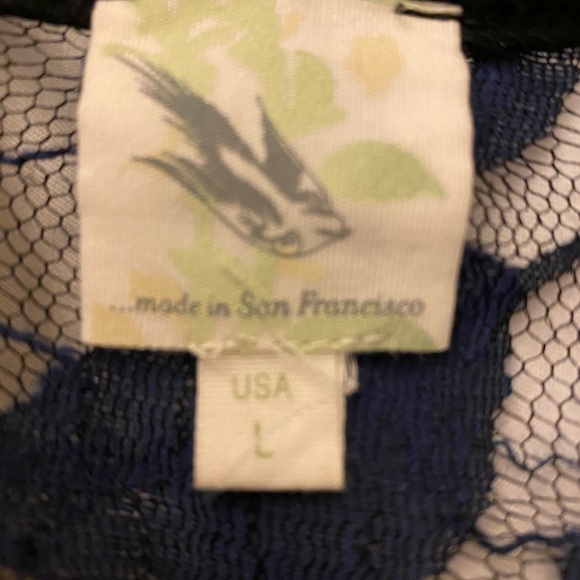 ...made in San Francisco
USA
L